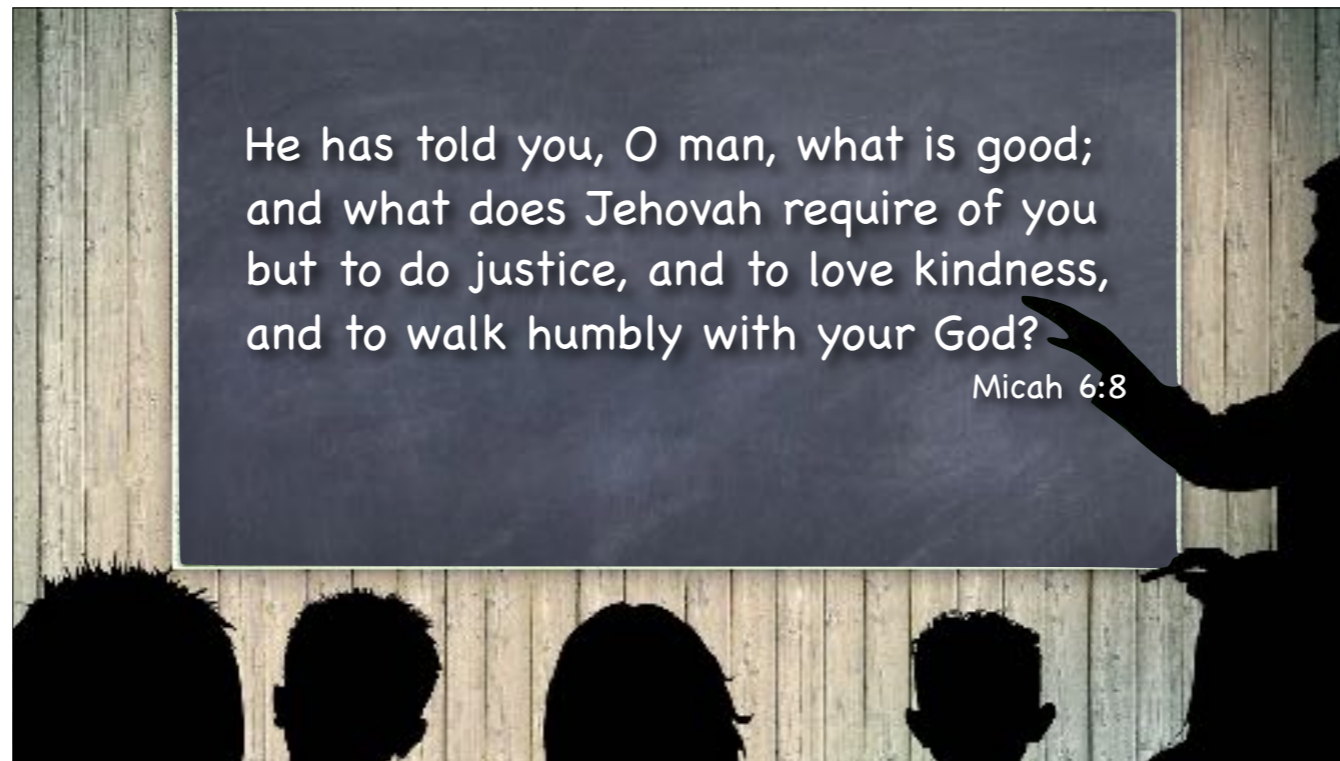 He has told you, O man, what is good;
and what does Jehovah require of you
but to do justice, and to love kindness,
and to walk humbly with your God?
Micah 6:8